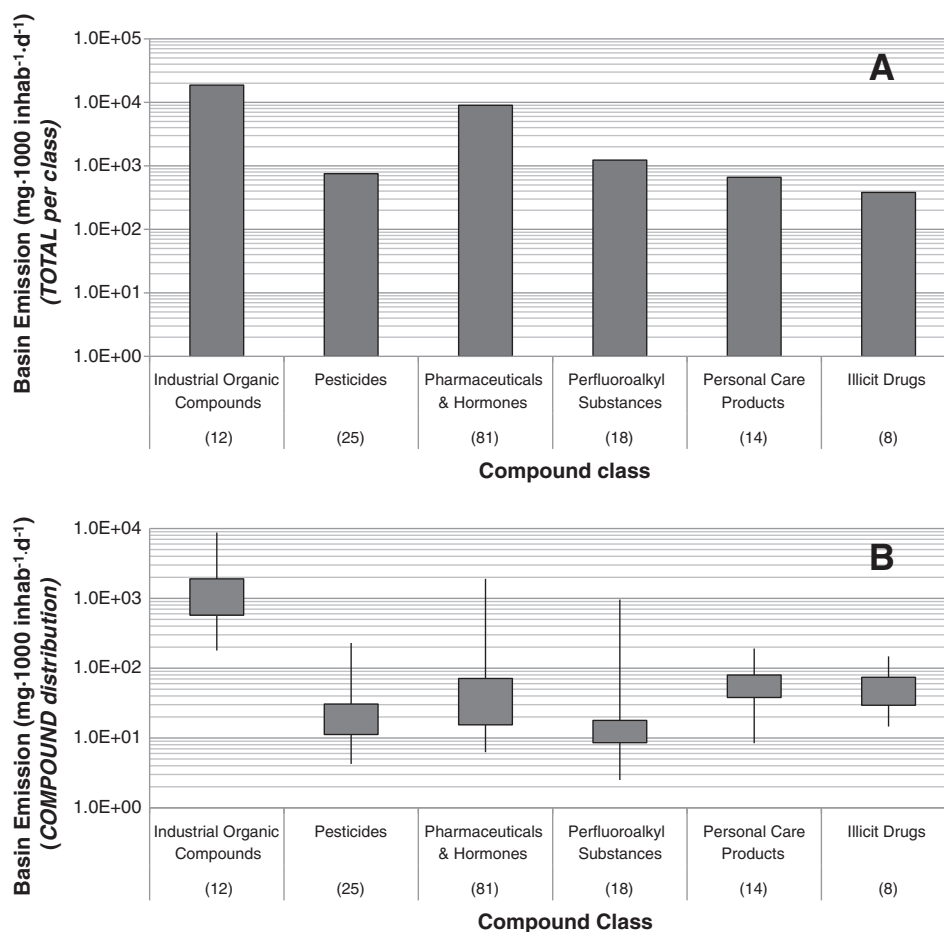 Basin Emission (mg·1000 inhab⁻¹·d⁻¹)
(TOTAL per class)
1.0E+05
1.0E+04
1.0E+03
1.0E+02
1.0E+01
1.0E+00
A
Industrial Organic Compounds
(12)
Pesticides
(25)
Pharmaceuticals & Hormones
(81)
Perfluoroalkyl Substances
(18)
Personal Care Products
(14)
Illicit Drugs
(8)
Compound class
Basin Emission (mg·1000 inhab⁻¹·d⁻¹)
(COMPOUND distribution)
1.0E+04
1.0E+03
1.0E+02
1.0E+01
1.0E+00
B
Industrial Organic Compounds
(12)
Pesticides
(25)
Pharmaceuticals & Hormones
(81)
Perfluoroalkyl Substances
(18)
Personal Care Products
(14)
Illicit Drugs
(8)
Compound Class